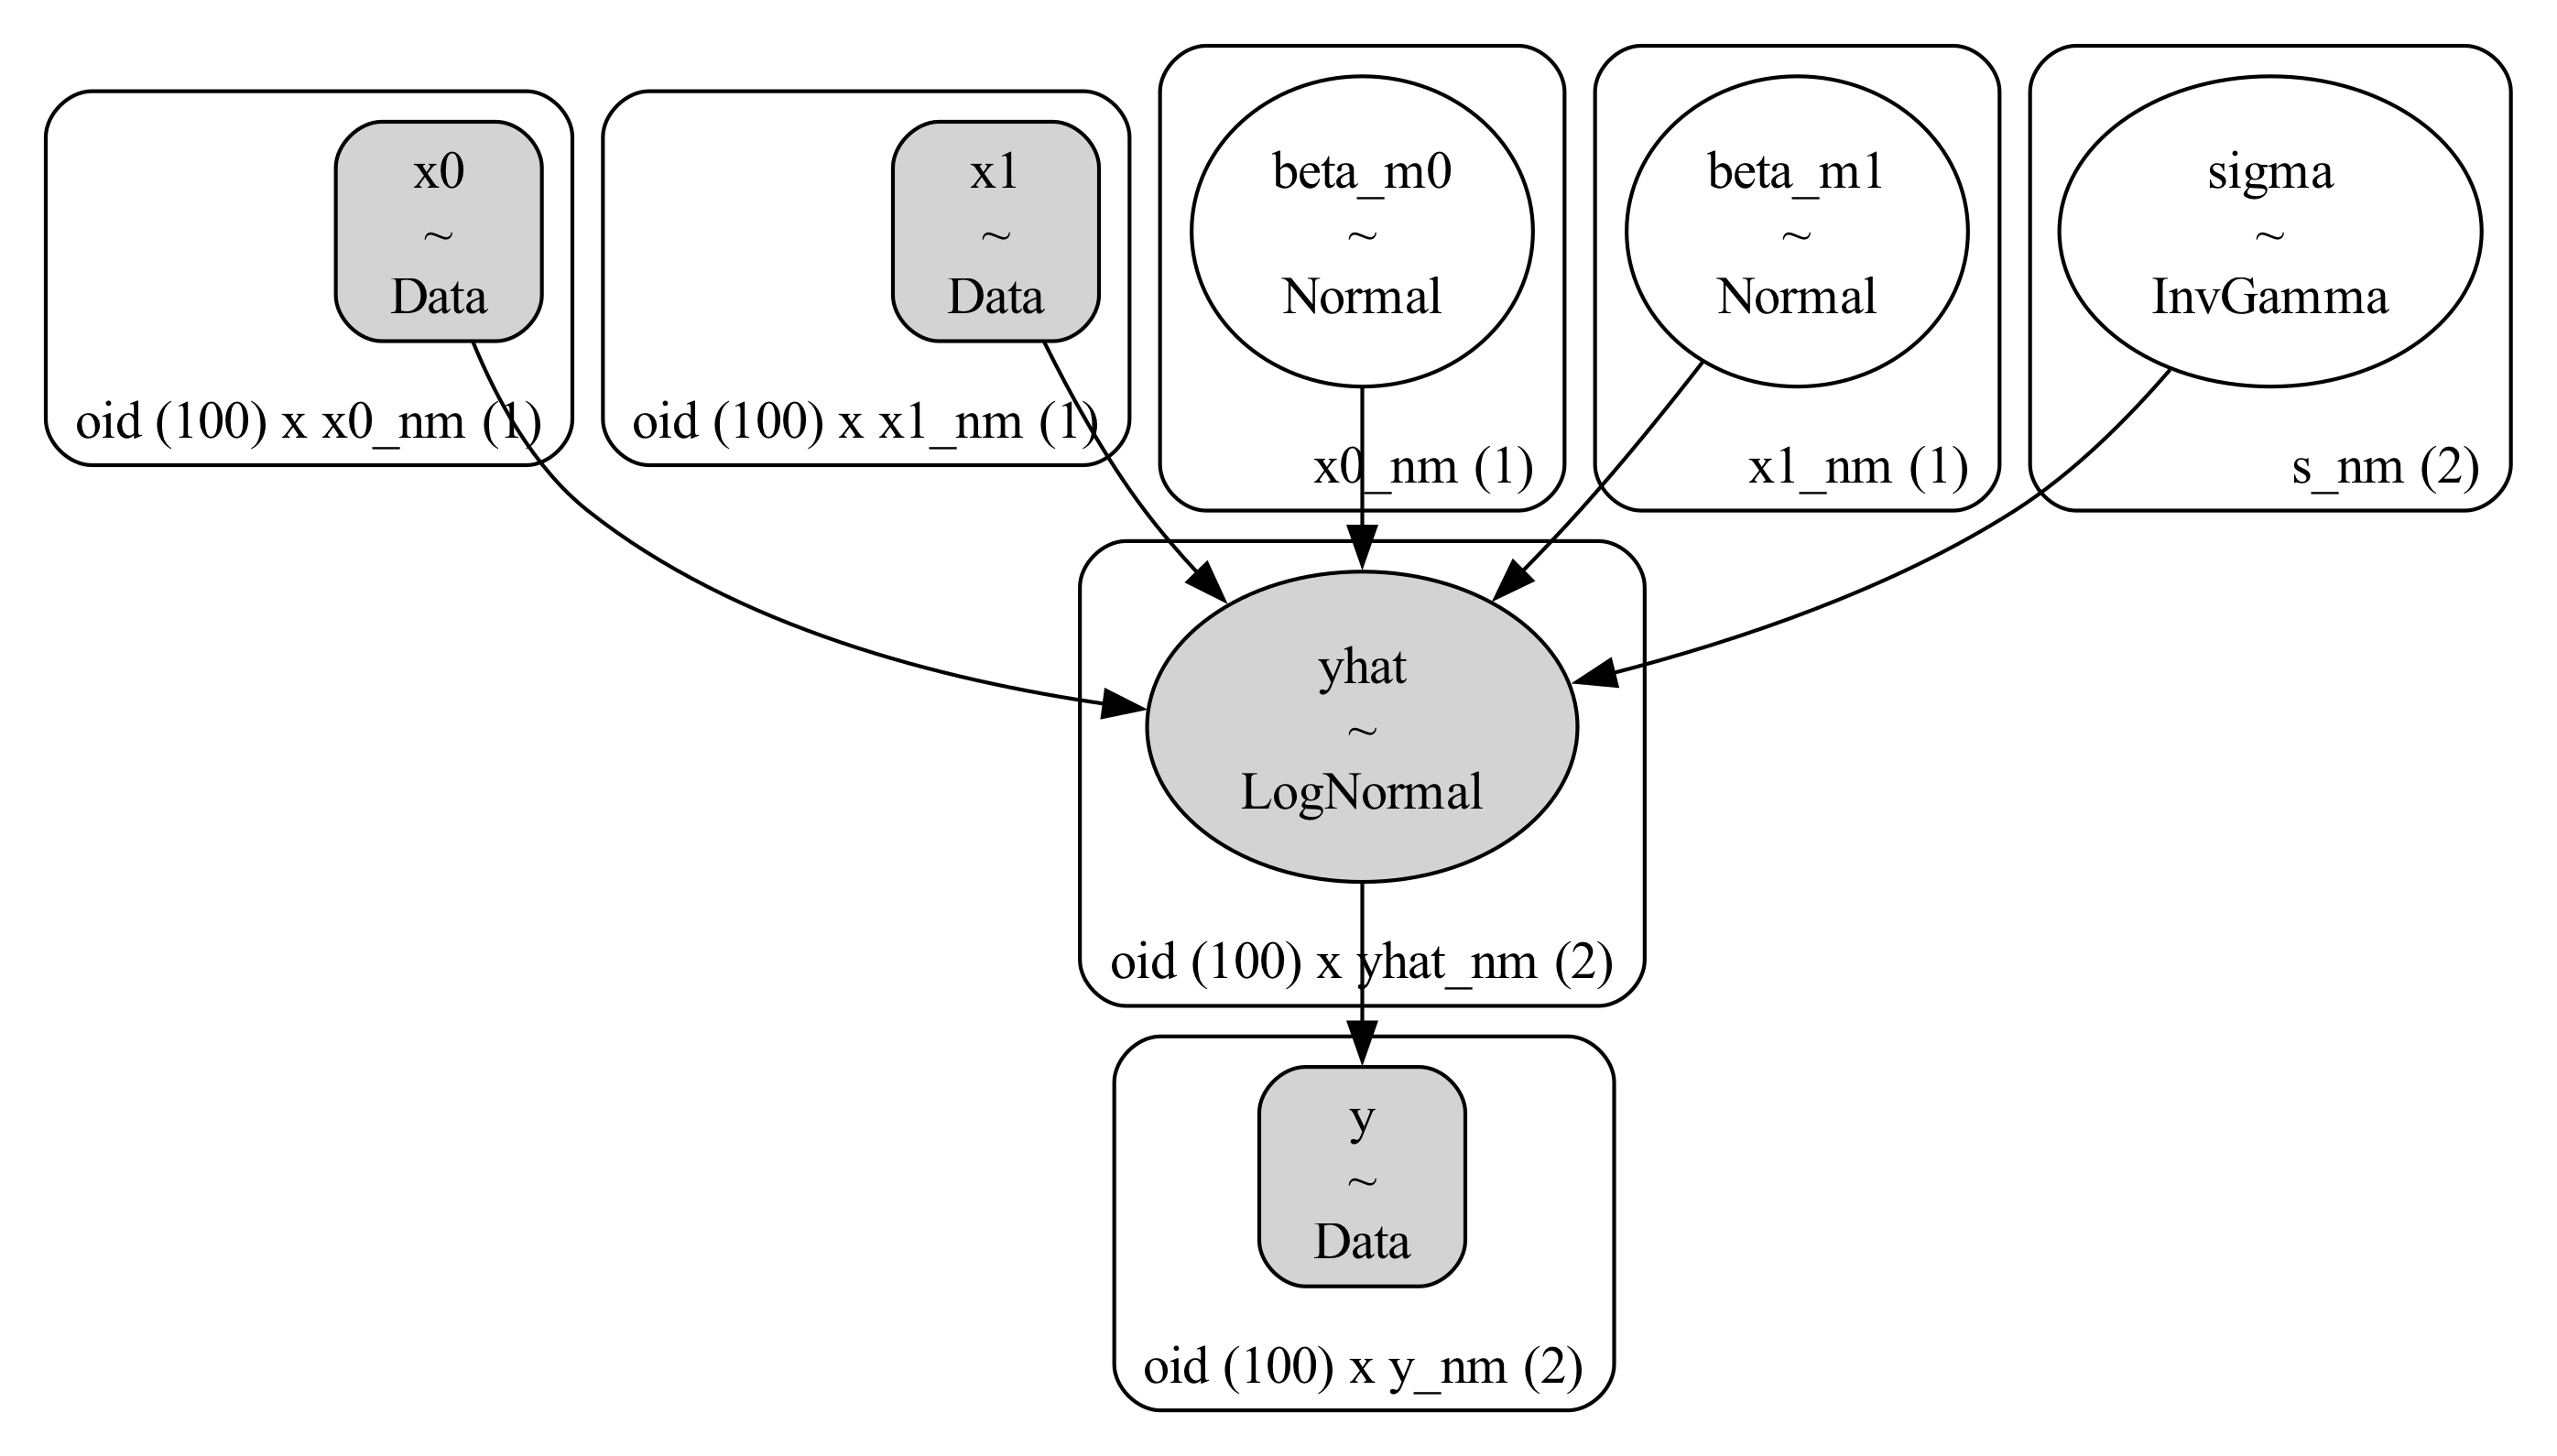 x0
~
Data
oid (100) x x0_nm (1)
x1
~
Data
oid (100) x x1_nm (1)
beta_m0
~
Normal
x0_nm (1)
beta_m1
~
Normal
x1_nm (1)
sigma
~
InvGamma
s_nm (2)
yhat
~
LogNormal
oid (100) x yhat_nm (2)
y
~
Data
oid (100) x y_nm (2)